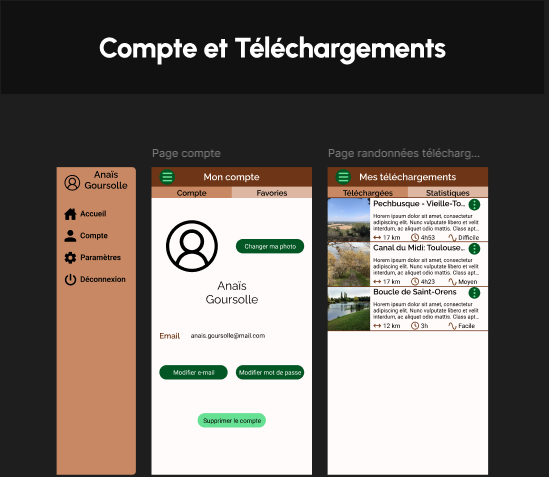 Compte et Téléchargements
Anaïs
Goursolle
Accueil
Compte
Paramètres
Déconnexion
Page compte
Mon compte
Compte
Favories
Changer ma photo
Anaïs
Goursolle
Email
anais.goursolle@mail.com
Modifier e-mail
Modifier mot de passe
Supprimer le compte
Page randonnées télécharg...
Mes téléchargements
Téléchargées
Statistiques
Pechbusque - Vieille-To...
Horem ipsum dolor sit amet, consectetur
adipiscing elit. Nunc vulputate libero et velit
interdum, ac aliquet odio mattis. Class apt...
17 km
4h53
Difficile
Canal du Midi: Toulouse...
Horem ipsum dolor sit amet, consectetur
adipiscing elit. Nunc vulputate libero et velit
interdum, ac aliquet odio mattis. Class apt...
17 km
4h23
Moyen
Boucle de Saint-Orens
Horem ipsum dolor sit amet, consectetur
adipiscing elit. Nunc vulputate libero et velit
interdum, ac aliquet odio mattis. Class apt...
12 km
3h
Facile